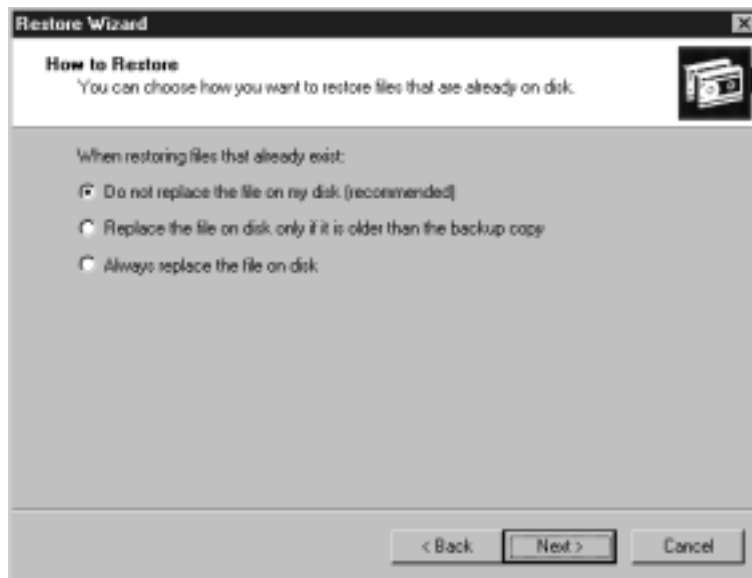 Restore Wizard
How to Restore
You can choose how you want to restore files that are already on disk.
When restoring files that already exist:
Do not replace the file on my disk (recommended)
Replace the file on disk only if it is older than the backup copy
Always replace the file on disk
< Back Next > Cancel